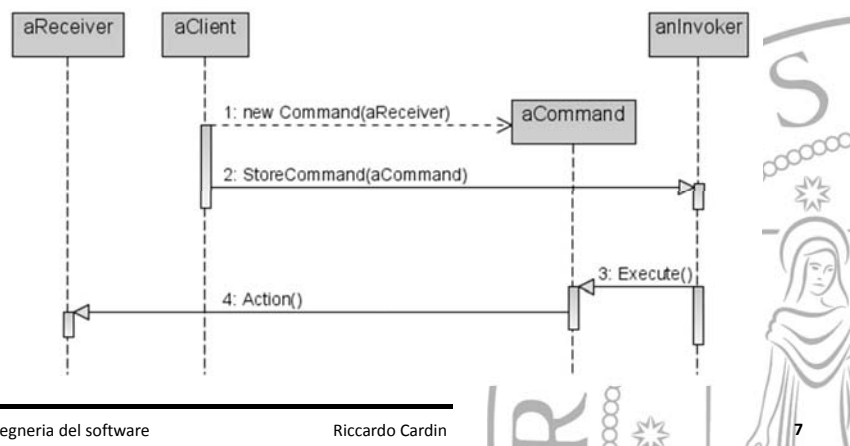 aReceiver
aClient
anInvoker
1: new Command(aReceiver)
aCommand
2: StoreCommand(aCommand)
3: Execute()
4: Action()
egneria del software
Riccardo Cardin
7
S
R